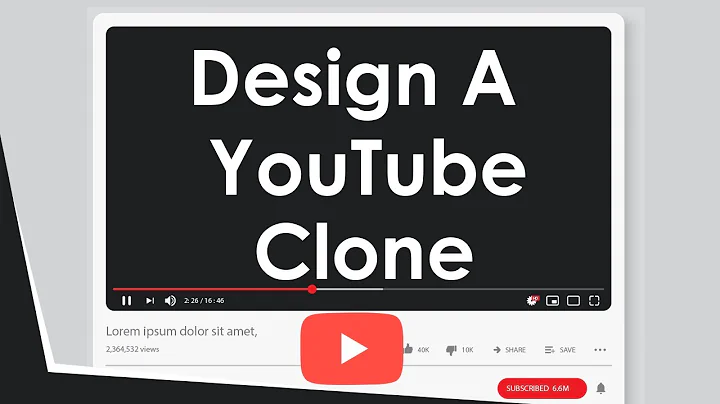 Design A
YouTube
Clone
2:26 / 16:46
HD
Lorem ipsum dolor sit amet,
2,364,532 views
40K
10K
SHARE
SAVE
SUBSCRIBED 6.6M